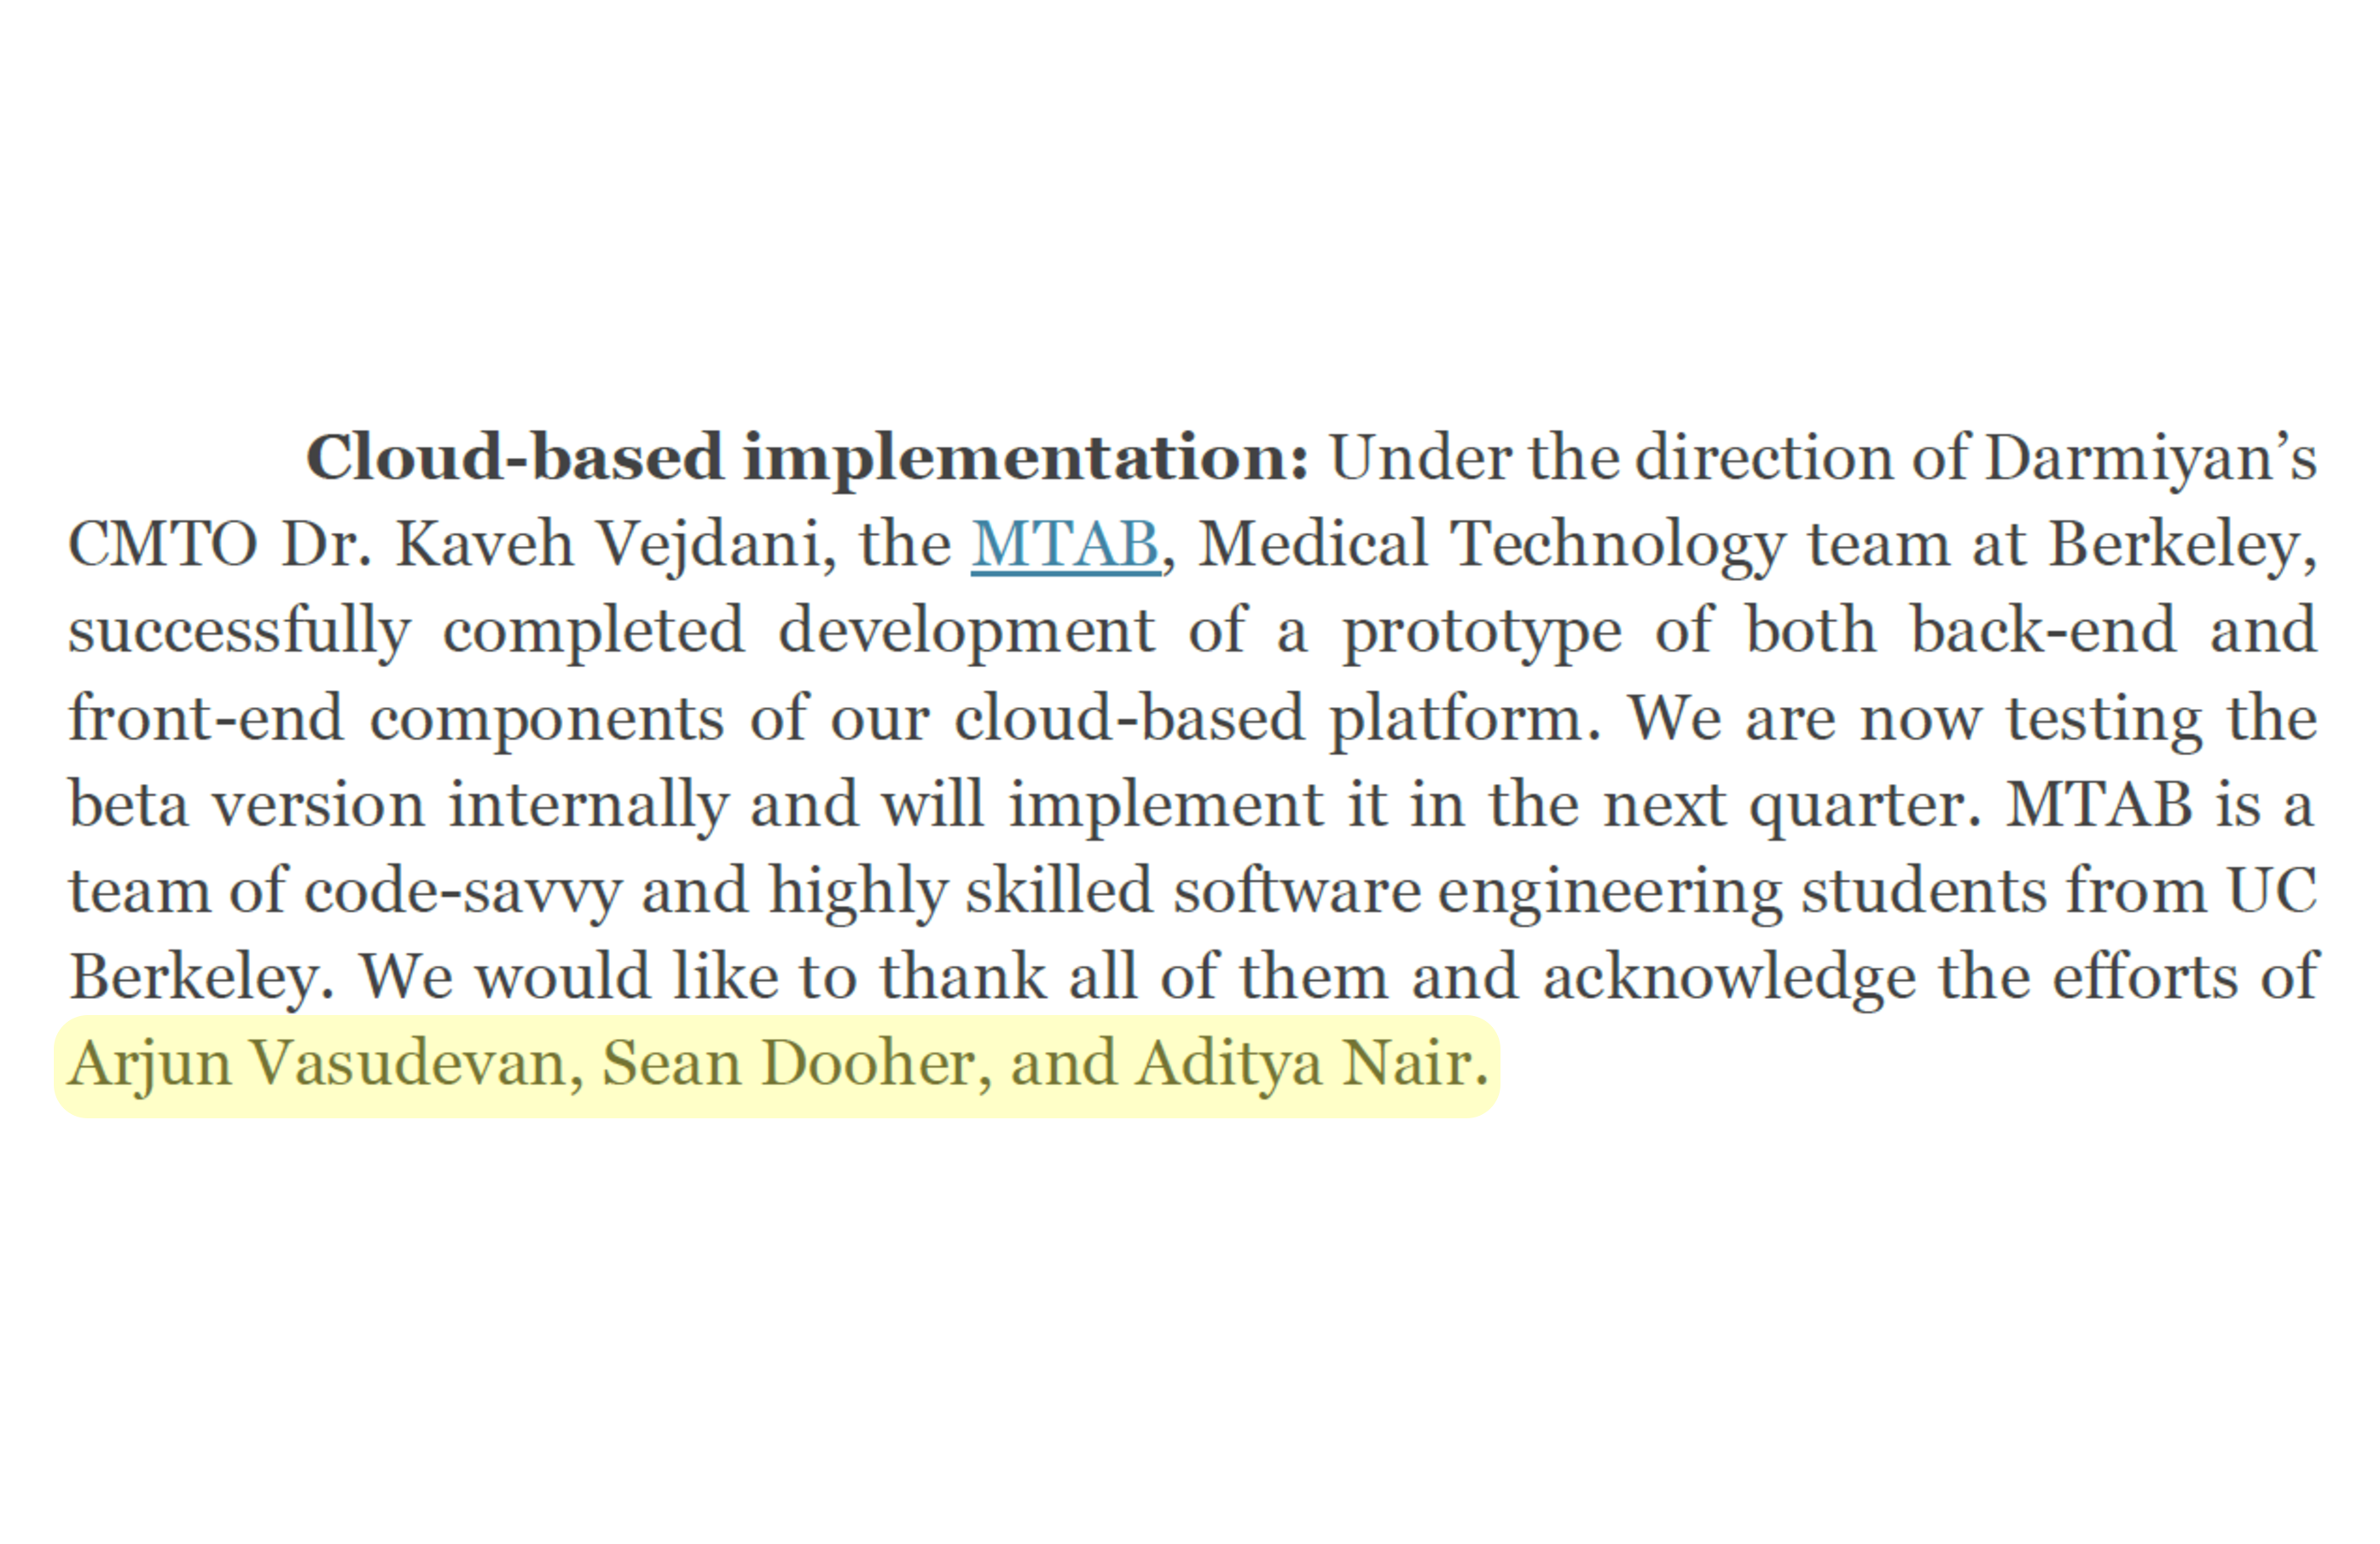 Cloud-based implementation: Under the direction of Darmiyan’s
CMTO Dr. Kaveh Vejdani, the MTAB, Medical Technology team at Berkeley,
successfully completed development of a prototype of both back-end and
front-end components of our cloud-based platform. We are now testing the
beta version internally and will implement it in the next quarter. MTAB is a
team of code-savvy and highly skilled software engineering students from UC
Berkeley. We would like to thank all of them and acknowledge the efforts of
Arjun Vasudevan, Sean Dooher, and Aditya Nair.